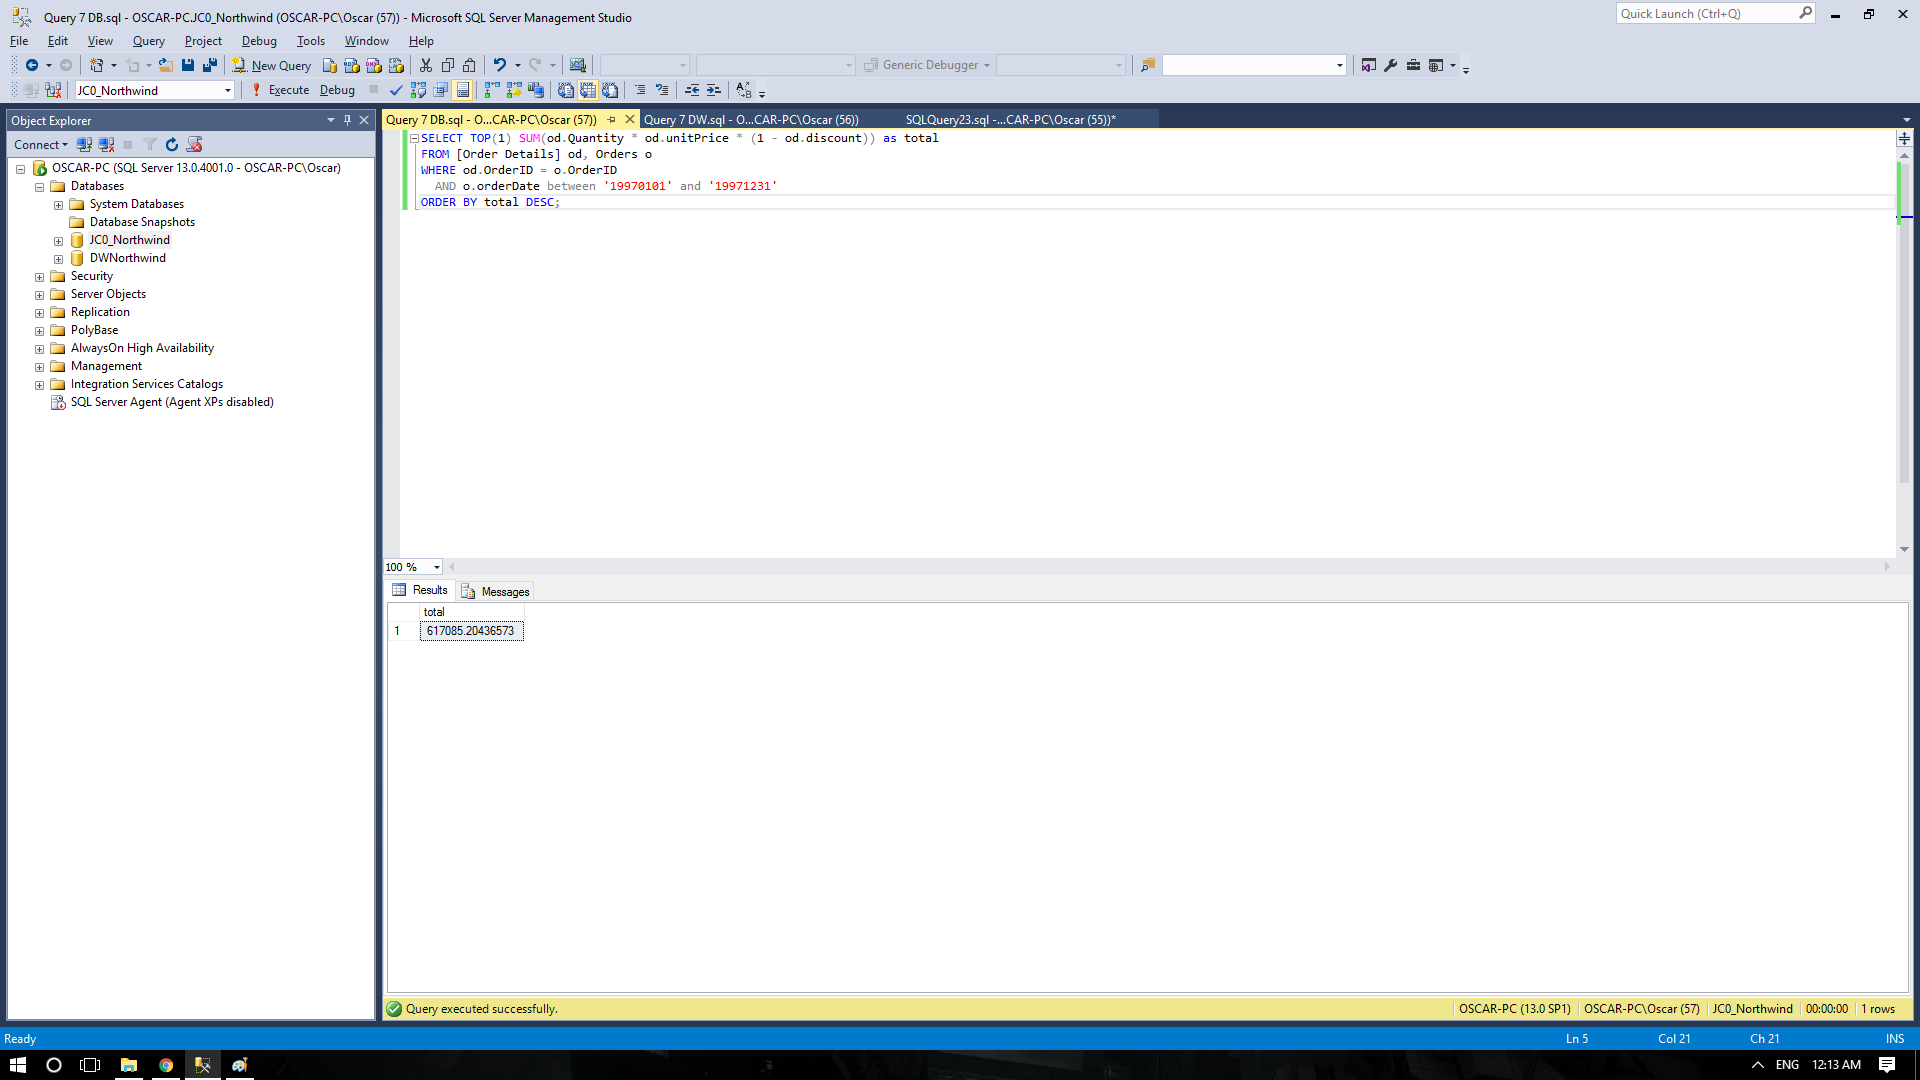 Query 7 DB.sql - OSCAR-PC.JC0_Northwind (OSCAR-PC\Oscar (57)) - Microsoft SQL Server Management Studio
Quick Launch (Ctrl+Q)
File Edit View Query Project Debug Tools Window Help
New Query Generic Debugger
JC0_Northwind Execute Debug
Object Explorer
Connect
OSCAR-PC (SQL Server 13.0.4001.0 - OSCAR-PC\Oscar)
Databases
System Databases
Database Snapshots
JC0_Northwind
DWNorthwind
Security
Server Objects
Replication
PolyBase
AlwaysOn High Availability
Management
Integration Services Catalogs
SQL Server Agent (Agent XPs disabled)
Query 7 DB.sql - O...CAR-PC\Oscar (57)) Query 7 DW.sql - O...CAR-PC\Oscar (56)) SQLQuery23.sql -...CAR-PC\Oscar (55))*
SELECT TOP(1) SUM(od.Quantity * od.unitPrice * (1 - od.discount)) as total
FROM [Order Details] od, Orders o
WHERE od.OrderID = o.OrderID
AND o.orderDate between '19970101' and '19971231'
ORDER BY total DESC;
100 %
Results Messages
total
1 617085.20436573
Query executed successfully.
OSCAR-PC (13.0 SP1) OSCAR-PC\Oscar (57) JC0_Northwind 00:00:00 1 rows
Ready Ln 5 Col 21 Ch 21 INS
ENG 12:13 AM